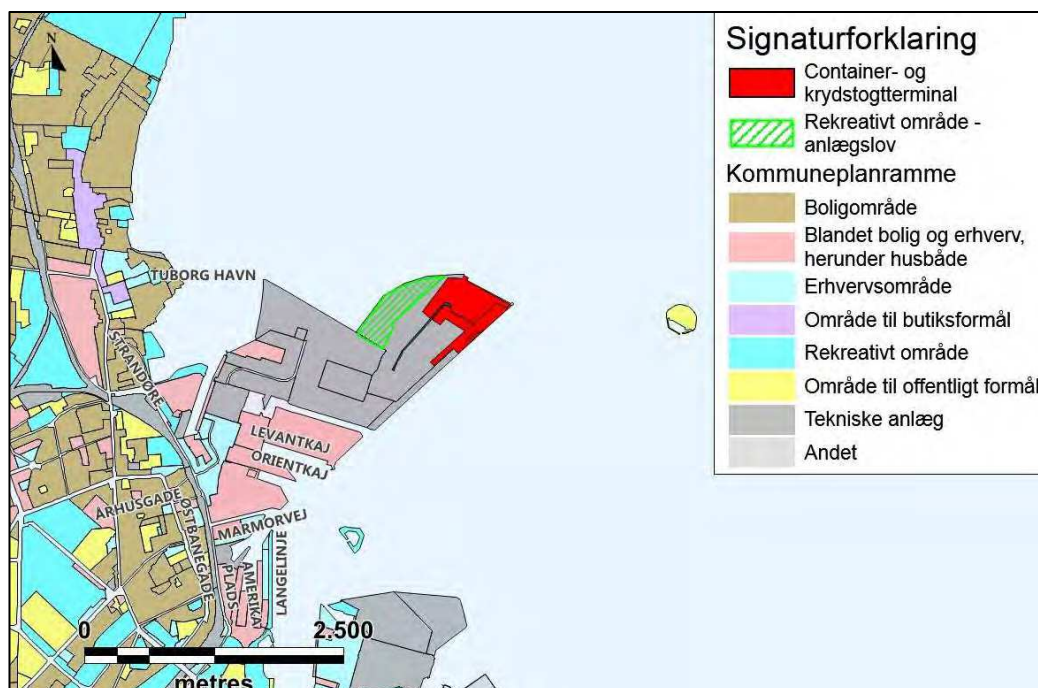 N
TUBORG HAVN
STRANDØRE
LEVANTKAJ
ORIENTKAJ
ÅRHUSGADE
ØSTBANEGADE
MARMORVEJ
AMERIKA
PLADS
LANGELINJE
0
2.500
metres
Signaturforklaring
Container- og
krydstogtterminal
Rekreativt område -
anlægslov
Kommuneplanramme
Boligområde
Blandet bolig og erhverv,
herunder husbåde
Erhvervsområde
Område til butiksformål
Rekreativt område
Område til offentligt formål
Tekniske anlæg
Andet